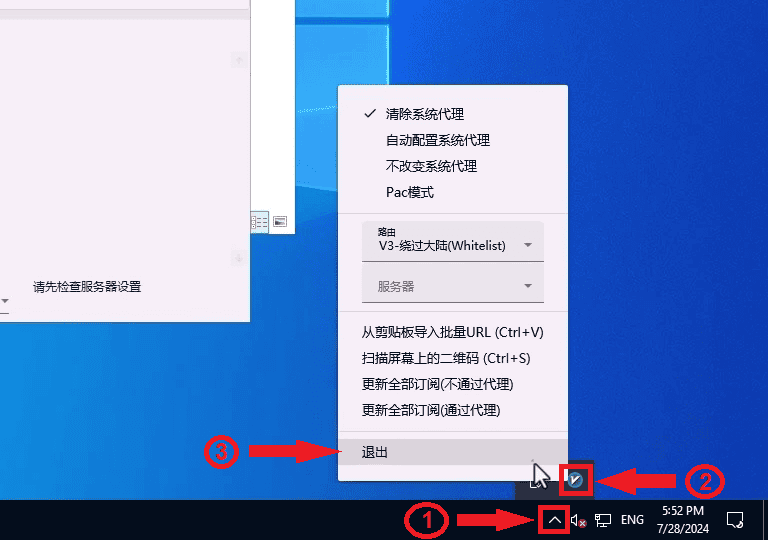 清除系统代理
自动配置系统代理
不改变系统代理
Pac模式
路由
V3-绕过大陆(Whitelist)
服务器
请先检查服务器设置
从剪贴板导入批量URL (Ctrl+V)
扫描屏幕上的二维码 (Ctrl+S)
更新全部订阅(不通过代理)
更新全部订阅(通过代理)
③ 退出
②
① ENG 5:52 PM
7/28/2024